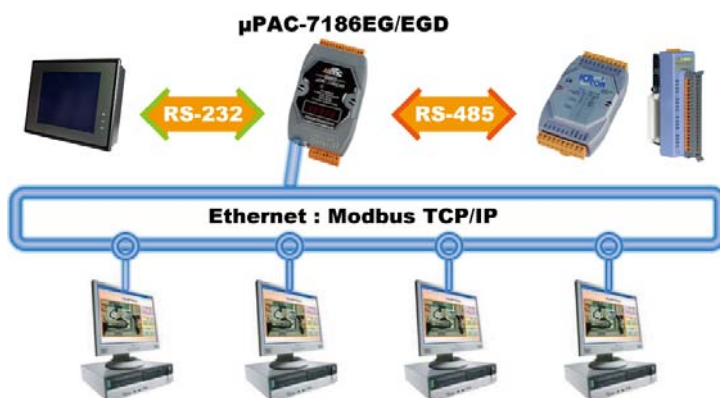 µPAC-7186EG/EGD
RS-232
RS-485
Ethernet : Modbus TCP/IP